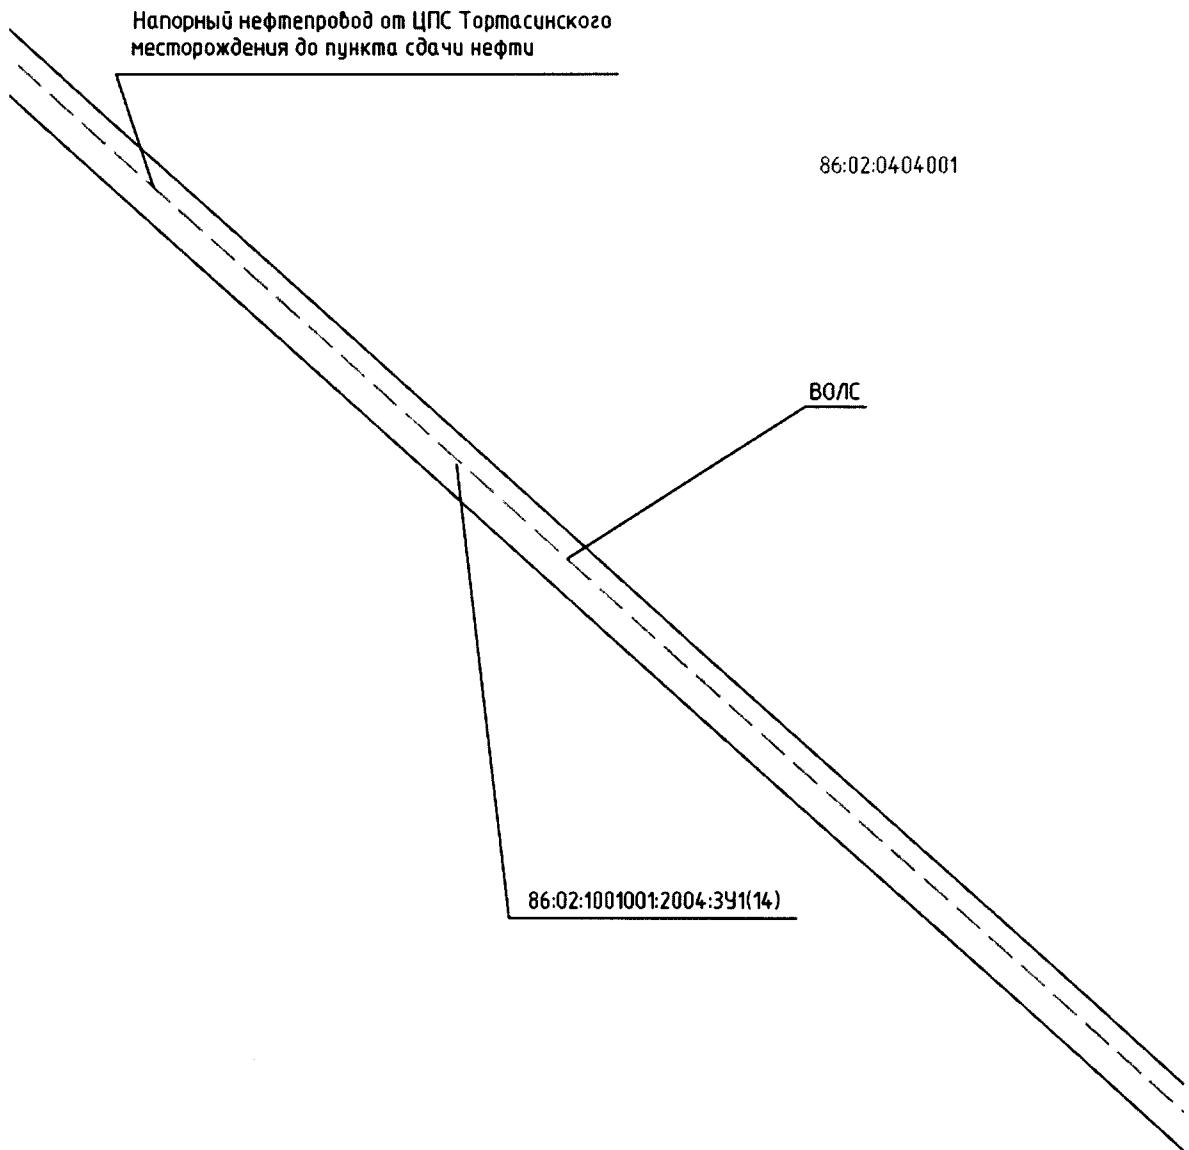 Напорный нефтепровод от ЦПС Тортасинского
месторождения до пункта сдачи нефти
86:02:0404001
ВОЛС
86:02:1001001:2004:ЗУ1(14)